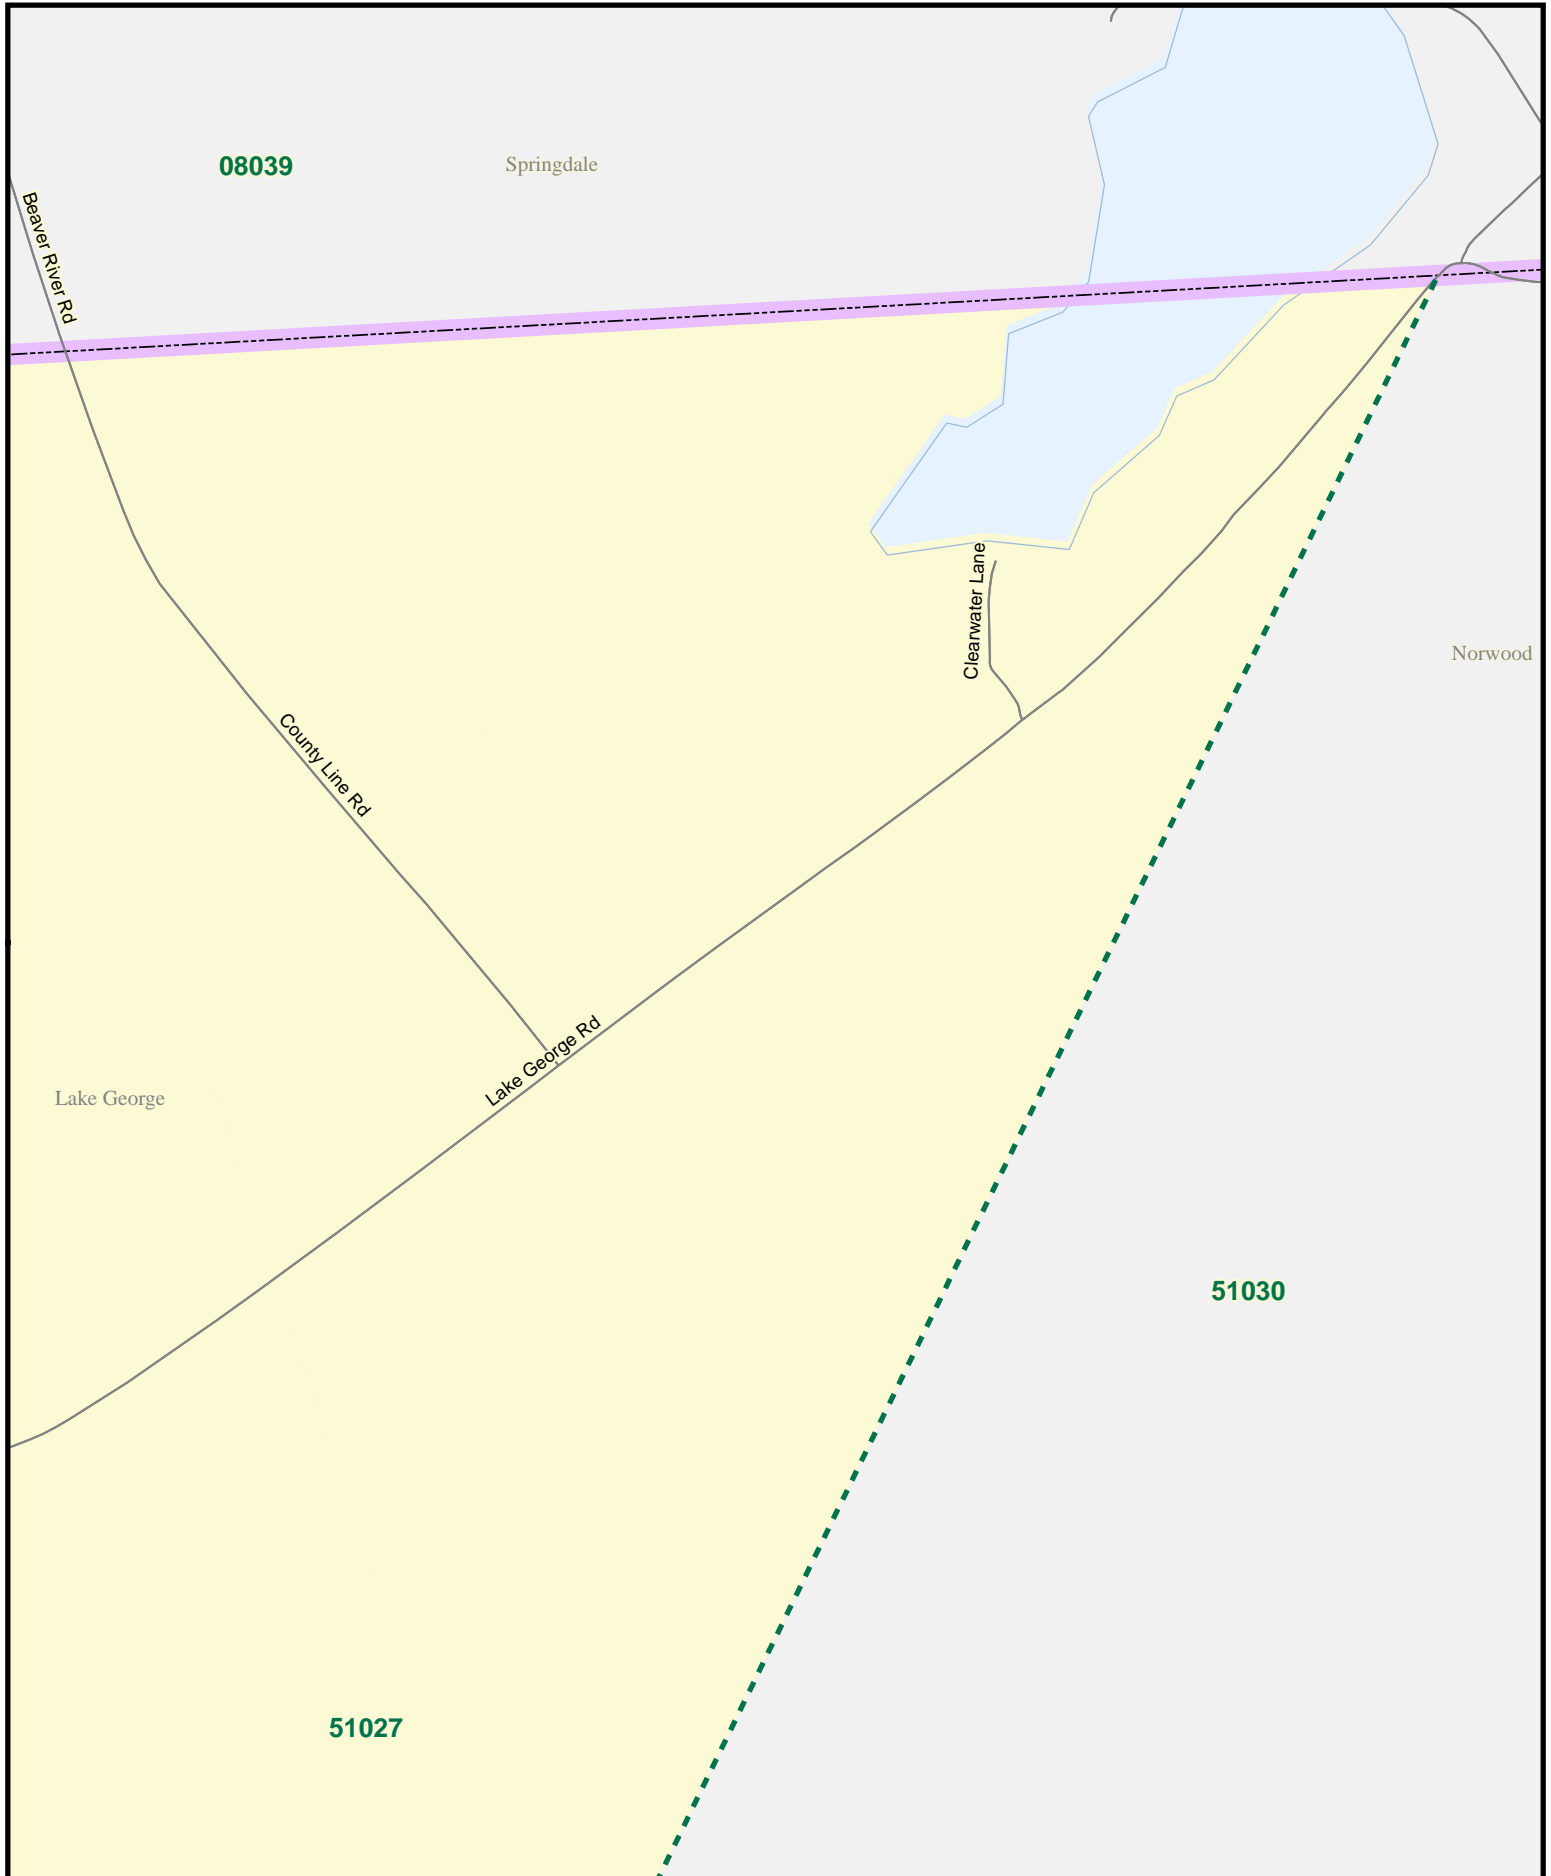 08039
Springdale
Beaver River Rd
Clearwater Lane
Norwood
County Line Rd
Lake George Rd
Lake George
51030
51027